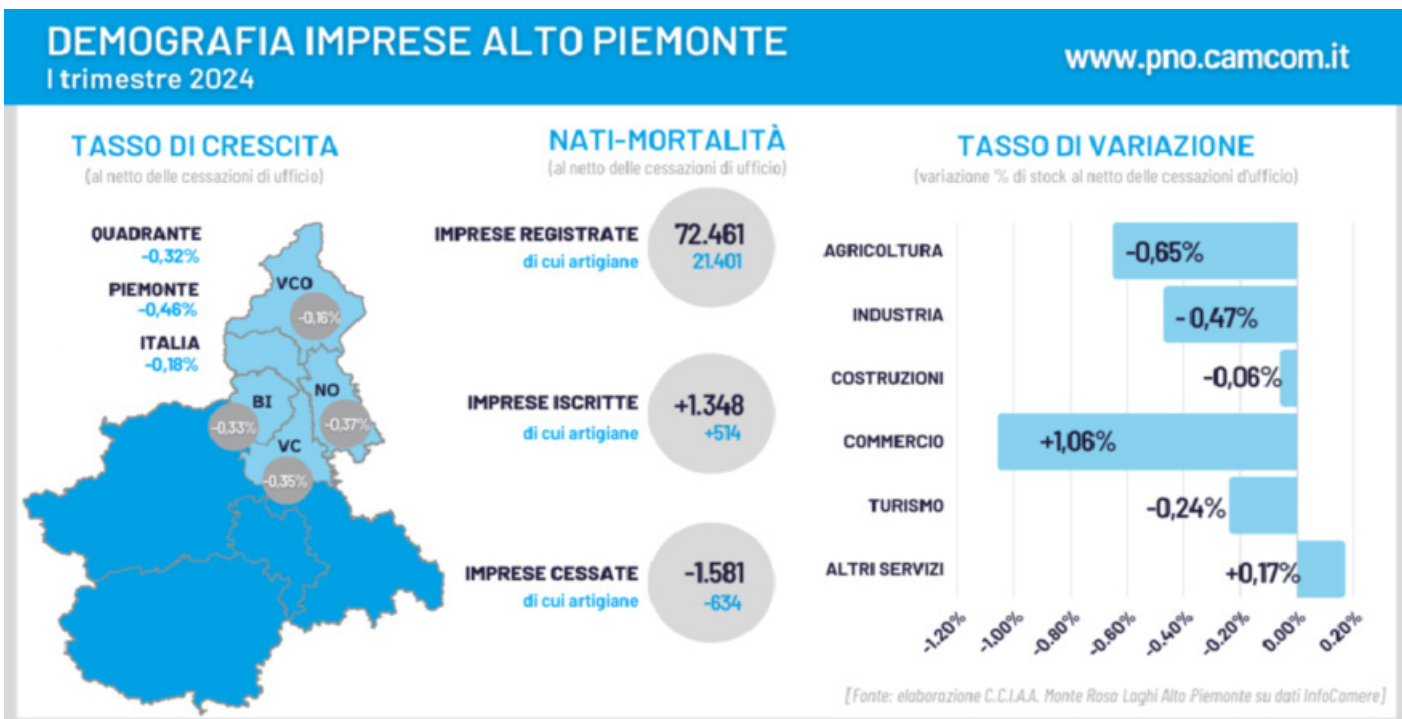 DEMOGRAFIA IMPRESE ALTO PIEMONTE
I trimestre 2024
www.pno.camcom.it
TASSO DI CRESCITA
(al netto delle cessazioni di ufficio)
QUADRANTE
-0,32%
PIEMONTE
-0,46%
ITALIA
-0,18%
VCO
-0,16%
BI
-0,33%
NO
-0,37%
VC
-0,35%
NATI-MORTALITÀ
(al netto delle cessazioni di ufficio)
IMPRESE REGISTRATE 72.461
di cui artigiane 21.401
IMPRESE ISCRITTE +1.348
di cui artigiane +514
IMPRESE CESSATE -1.581
di cui artigiane -634
TASSO DI VARIAZIONE
(variazione % di stock al netto delle cessazioni d'ufficio)
AGRICOLTURA -0,65%
INDUSTRIA - 0,47%
COSTRUZIONI -0,06%
COMMERCIO +1,06%
TURISMO -0,24%
ALTRI SERVIZI +0,17%
-1.20% -1.00% -0.80% -0.60% -0.40% -0.20% 0.00% 0.20%
[Fonte: elaborazione C.C.I.A.A. Monte Rosa Laghi Alto Piemonte su dati InfoCamere]